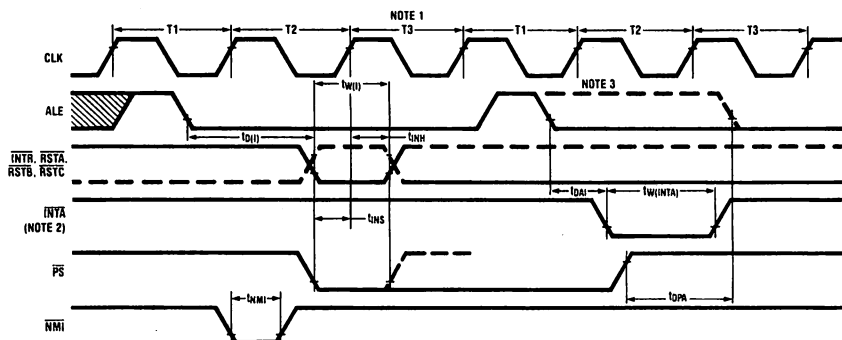 NOTE 1
T1 T2 T3 T1 T2 T3
CLK
tW(I) NOTE 3
ALE
tD(I) tINH
INTR, RSTA,
RSTB, RSTC
tDAI tW(INTA)
INTA
(NOTE 2)
tINS
PS
tNMI tDPA
NMI